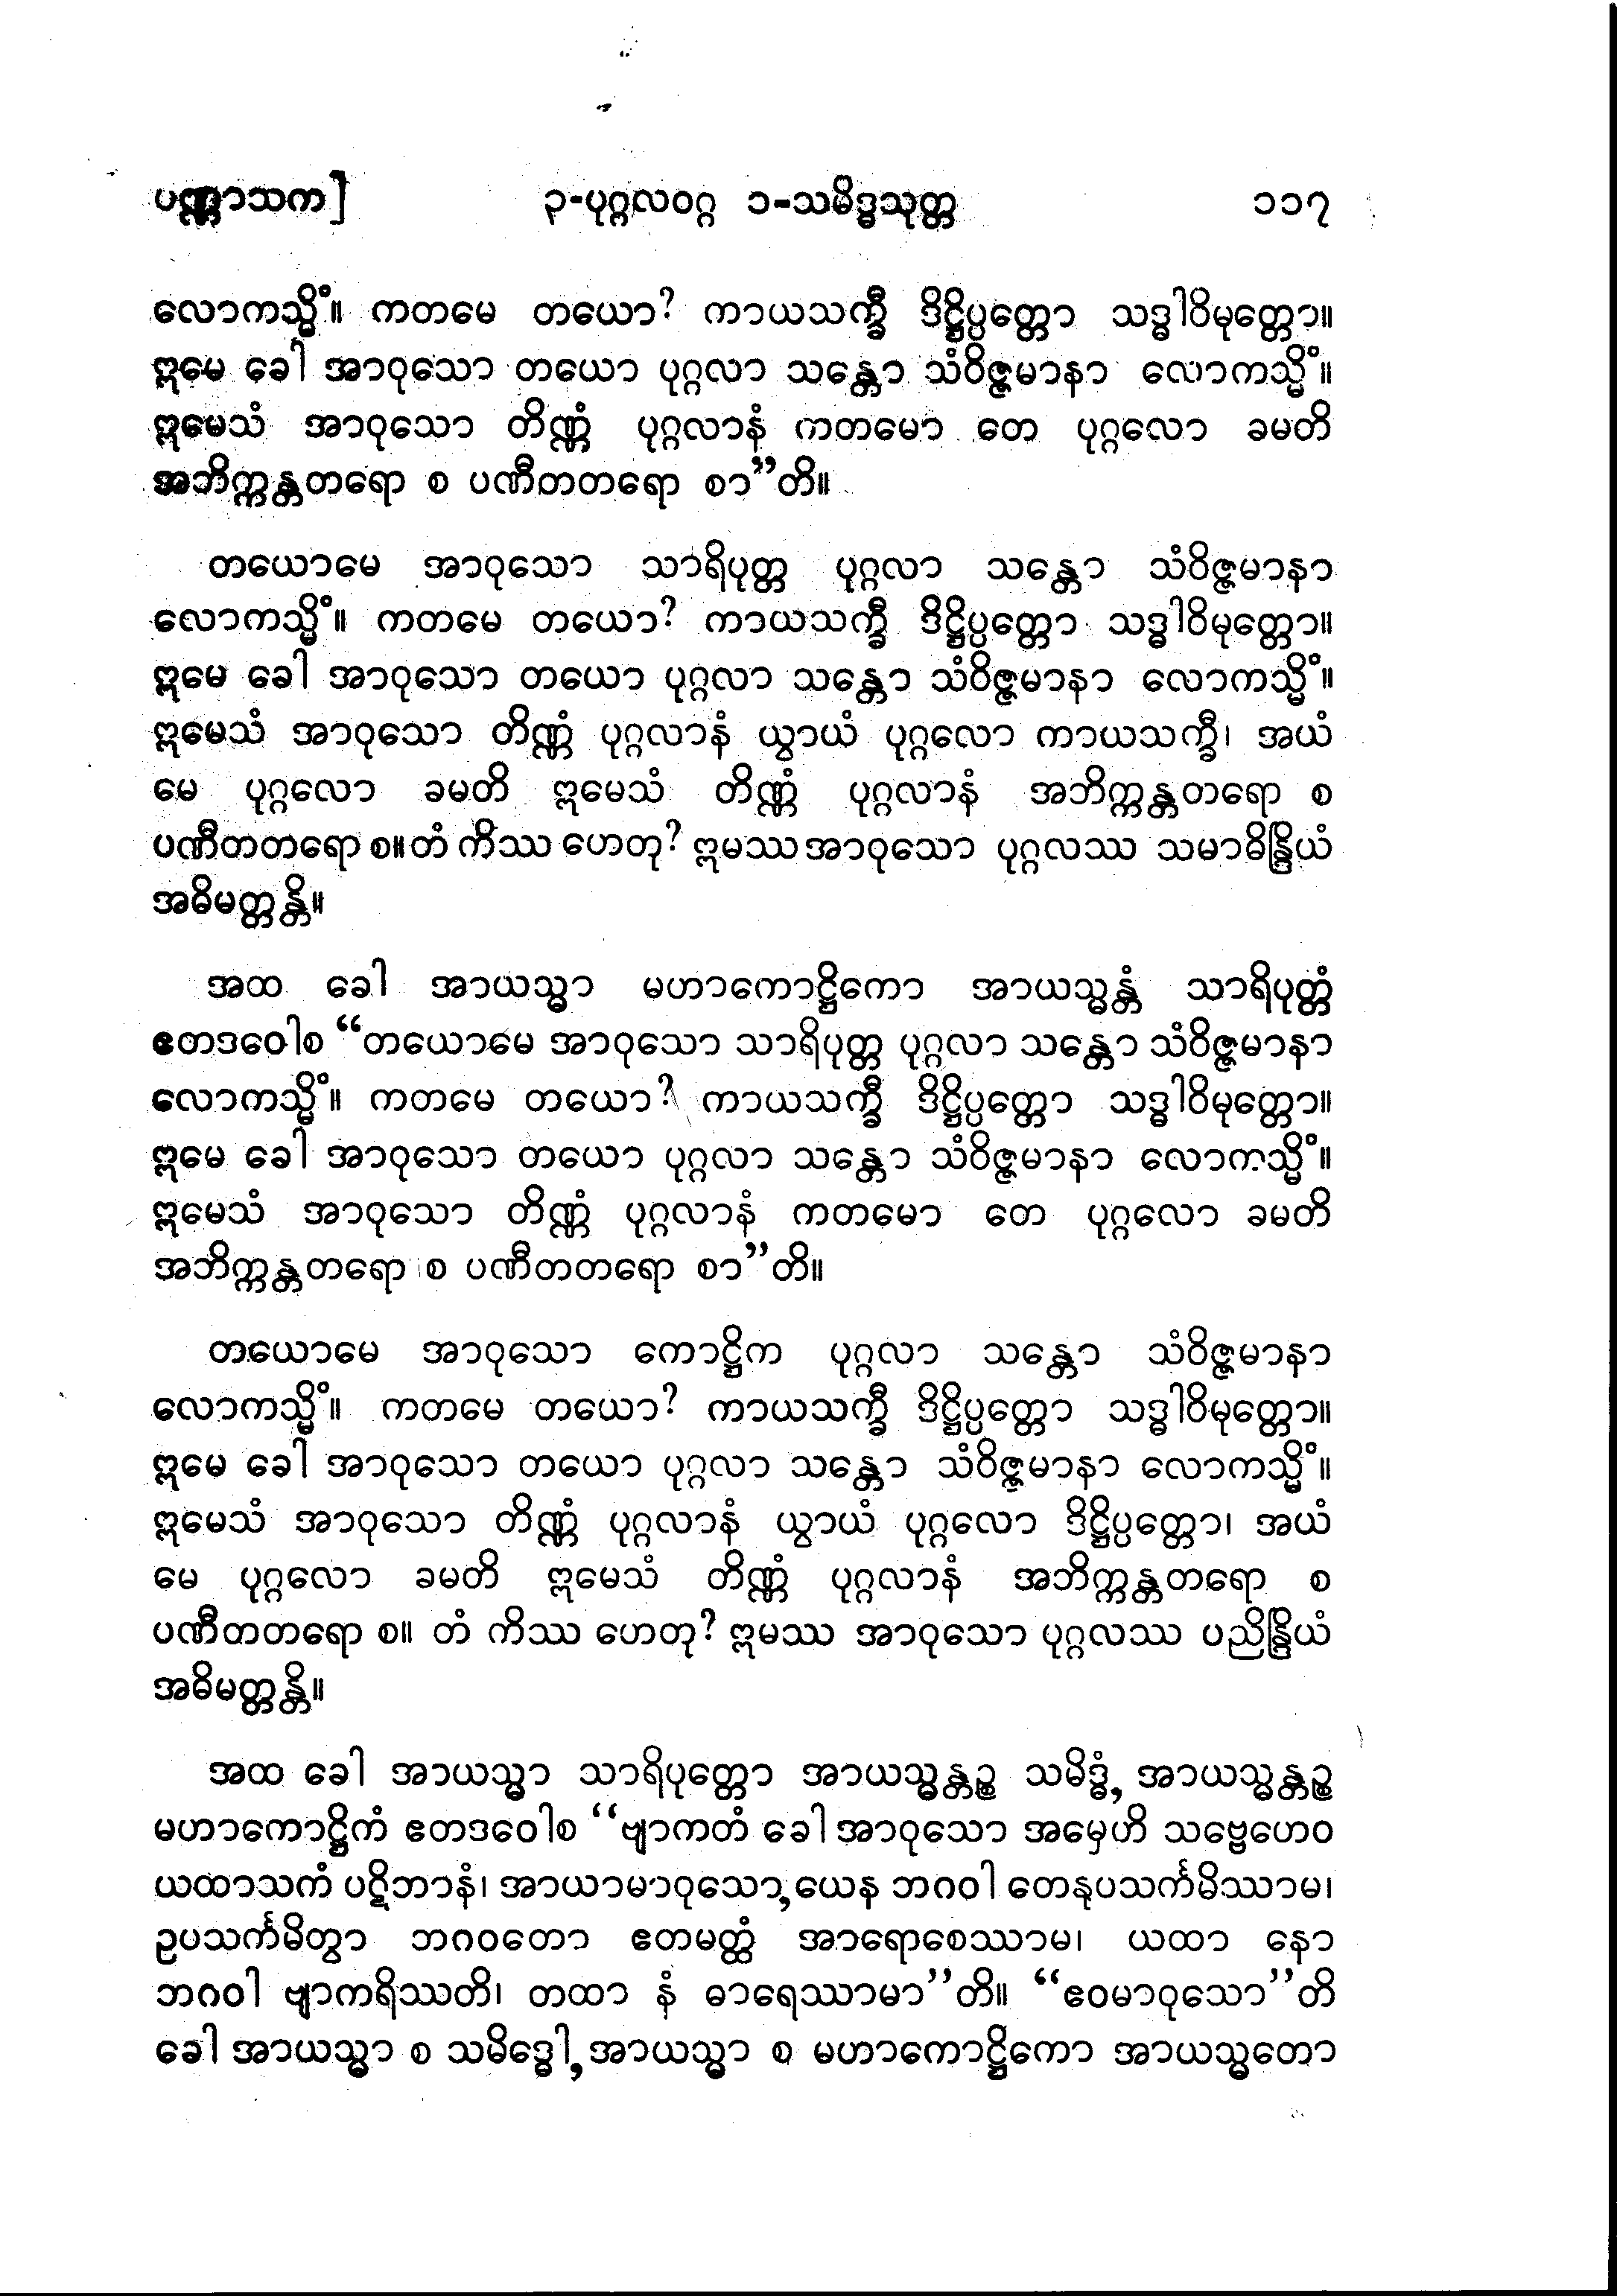 ပဏ္ဏာသက] ၃-ပုဂ္ဂလဝဂ္ဂ ၁-သမိဒ္ဓသုတ္တ ၁၁၇
လောကသ္မိံ။ ကတမေ တယော? ကာယသက္ခီ ဒိဋ္ဌိပ္ပတ္တော သဒ္ဓါဝိမုတ္တော။
ဣမေ ခေါ အာဝုသော တယော ပုဂ္ဂလာ သန္တော သံဝိဇ္ဇမာနာ လောကသ္မိံ။
ဣမေသံ အာဝုသော တိဏ္ဏံ ပုဂ္ဂလာနံ ကတမော တေ ပုဂ္ဂလော ခမတိ
အဘိက္ကန္တတရော စ ပဏီတတရော စာ”တိ။
တယောမေ အာဝုသော သာရိပုတ္တ ပုဂ္ဂလာ သန္တော သံဝိဇ္ဇမာနာ
လောကသ္မိံ။ ကတမေ တယော? ကာယသက္ခီ ဒိဋ္ဌိပ္ပတ္တော သဒ္ဓါဝိမုတ္တော။
ဣမေ ခေါ အာဝုသော တယော ပုဂ္ဂလာ သန္တော သံဝိဇ္ဇမာနာ လောကသ္မိံ။
ဣမေသံ အာဝုသော တိဏ္ဏံ ပုဂ္ဂလာနံ ယွာယံ ပုဂ္ဂလော ကာယသက္ခီ၊ အယံ
မေ ပုဂ္ဂလော ခမတိ ဣမေသံ တိဏ္ဏံ ပုဂ္ဂလာနံ အဘိက္ကန္တတရော စ
ပဏီတတရော စ။ တံ ကိဿ ဟေတု? ဣမဿ အာဝုသော ပုဂ္ဂလဿ သမာဓိန္ဒြိယံ
အဓိမတ္တန္တိ။
အထ ခေါ အာယသ္မာ မဟာကောဋ္ဌိကော အာယသ္မန္တံ သာရိပုတ္တံ
ဧတဒဝေါစ “တယောမေ အာဝုသော သာရိပုတ္တ ပုဂ္ဂလာ သန္တော သံဝိဇ္ဇမာနာ
လောကသ္မိံ။ ကတမေ တယော? ကာယသက္ခီ ဒိဋ္ဌိပ္ပတ္တော သဒ္ဓါဝိမုတ္တော။
ဣမေ ခေါ အာဝုသော တယော ပုဂ္ဂလာ သန္တော သံဝိဇ္ဇမာနာ လောကသ္မိံ။
ဣမေသံ အာဝုသော တိဏ္ဏံ ပုဂ္ဂလာနံ ကတမော တေ ပုဂ္ဂလော ခမတိ
အဘိက္ကန္တတရော စ ပဏီတတရော စာ”တိ။
တယောမေ အာဝုသော ကောဋ္ဌိက ပုဂ္ဂလာ သန္တော သံဝိဇ္ဇမာနာ
လောကသ္မိံ။ ကတမေ တယော? ကာယသက္ခီ ဒိဋ္ဌိပ္ပတ္တော သဒ္ဓါဝိမုတ္တော။
ဣမေ ခေါ အာဝုသော တယော ပုဂ္ဂလာ သန္တော သံဝိဇ္ဇမာနာ လောကသ္မိံ။
ဣမေသံ အာဝုသော တိဏ္ဏံ ပုဂ္ဂလာနံ ယွာယံ ပုဂ္ဂလော ဒိဋ္ဌိပ္ပတ္တော၊ အယံ
မေ ပုဂ္ဂလော ခမတိ ဣမေသံ တိဏ္ဏံ ပုဂ္ဂလာနံ အဘိက္ကန္တတရော စ
ပဏီတတရော စ။ တံ ကိဿ ဟေတု? ဣမဿ အာဝုသော ပုဂ္ဂလဿ ပညိန္ဒြိယံ
အဓိမတ္တန္တိ။
အထ ခေါ အာယသ္မာ သာရိပုတ္တော အာယသ္မန္တဉ္စ သမိဒ္ဓံ, အာယသ္မန္တဉ္စ
မဟာကောဋ္ဌိကံ ဧတဒဝေါစ “ဗျာကတံ ခေါ အာဝုသော အမှေဟိ သဗ္ဗေဟေဝ
ယထာသကံ ပဋိဘာနံ၊ အာယာမာဝုသော, ယေန ဘဂဝါ တေနုပသင်္ကမိဿာမ၊
ဥပသင်္ကမိတွာ ဘဂဝတော ဧတမတ္ထံ အာရောစေဿာမ၊ ယထာ နော
ဘဂဝါ ဗျာကရိဿတိ၊ တထာ နံ ဓာရေဿာမာ”တိ။ “ဧဝမာဝုသော”တိ
ခေါ အာယသ္မာ စ သမိဒ္ဓေါ, အာယသ္မာ စ မဟာကောဋ္ဌိကော အာယသ္မတော